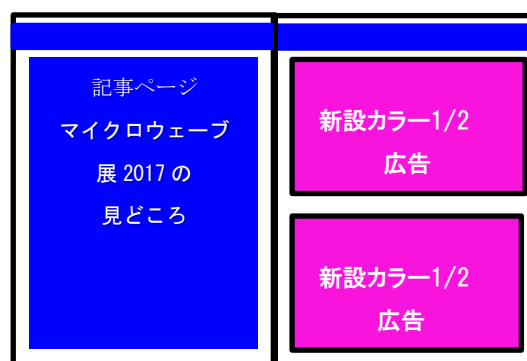 記事ページ
マイクロウェーブ
展 2017 の
見どころ
新設カラー1/2
広告
新設カラー1/2
広告